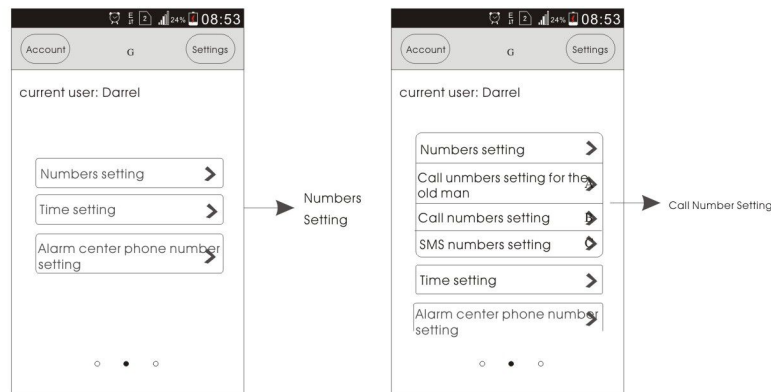 24% 08:53
Account G Settings
current user: Darrel
Numbers setting
Time setting
Alarm center phone number
setting
Numbers
Setting
24% 08:53
Account G Settings
current user: Darrel
Numbers setting
Call unmbers setting for the
old man A
Call numbers setting B
SMS numbers setting C
Time setting
Alarm center phone number
setting
Call Number Setting